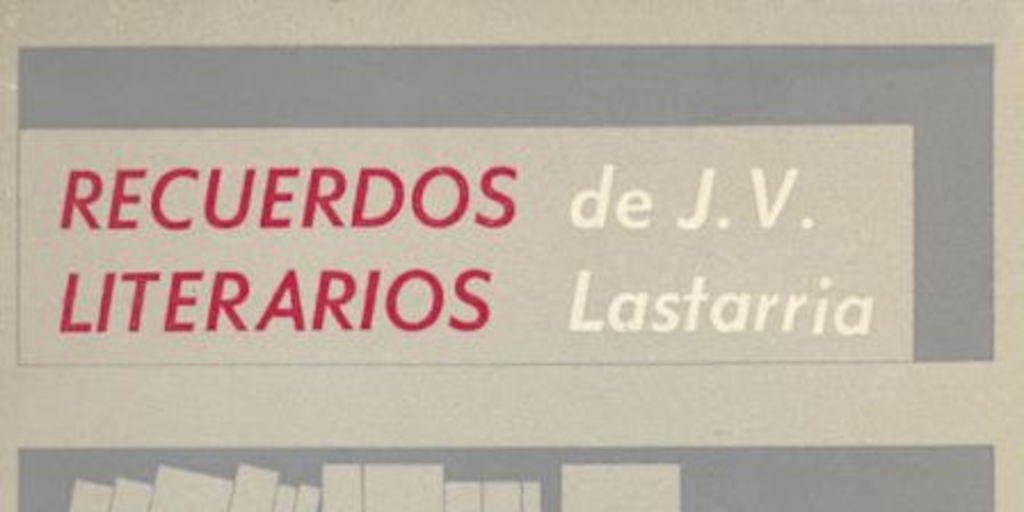 RECUERDOS de J. V.
LITERARIOS Lastarria